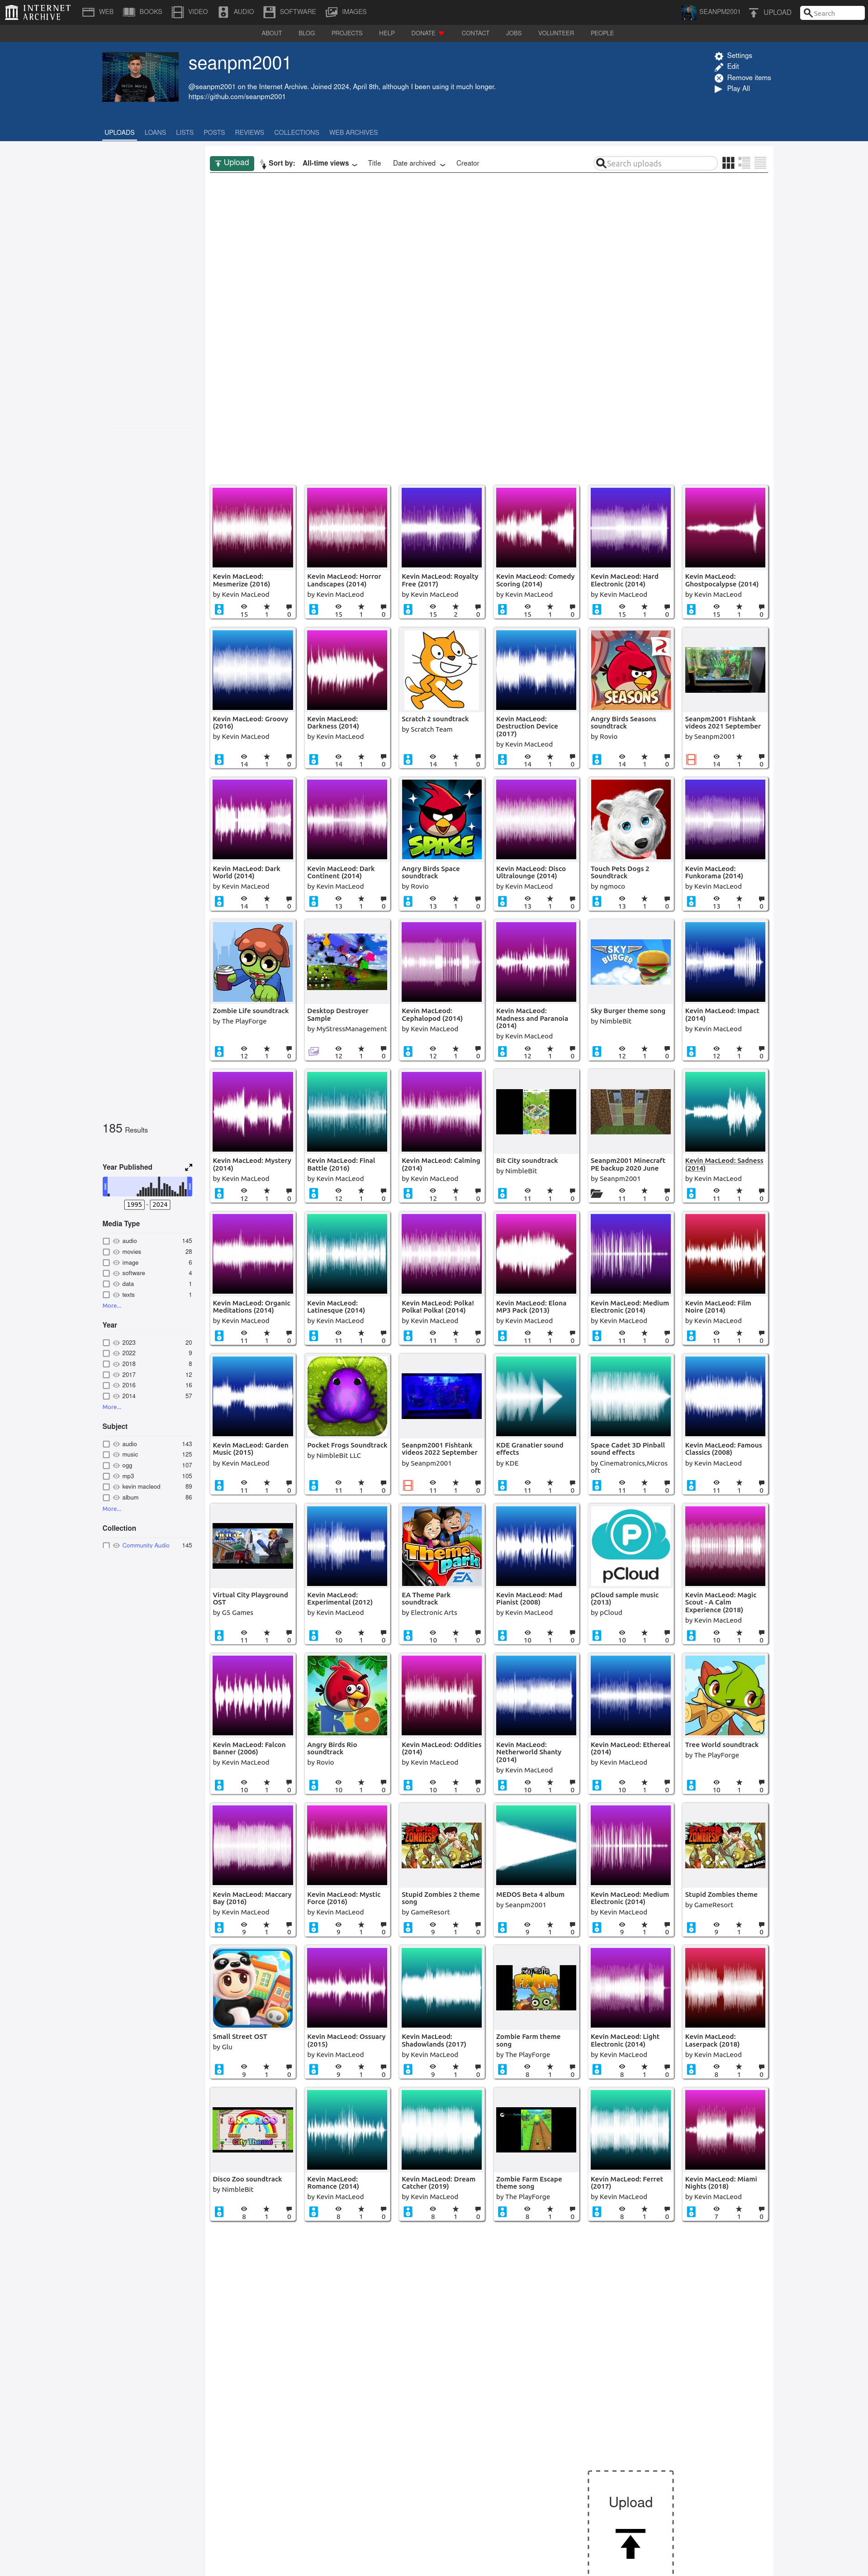 INTERNET ARCHIVE
WEB BOOKS VIDEO AUDIO SOFTWARE IMAGES SEANPM2001 UPLOAD Search
ABOUT BLOG PROJECTS HELP DONATE CONTACT JOBS VOLUNTEER PEOPLE
seanpm2001
@seanpm2001 on the Internet Archive. Joined 2024, April 8th, although I been using it much longer.
https://github.com/seanpm2001
Settings
Edit
Remove items
Play All
UPLOADS LOANS LISTS POSTS REVIEWS COLLECTIONS WEB ARCHIVES
Upload Sort by: All-time views Title Date archived Creator Search uploads
185 Results
Year Published
1995 - 2024
Media Type
audio 145
movies 28
image 6
software 4
data 1
texts 1
More...
Year
2023 20
2022 9
2018 8
2017 12
2016 16
2014 57
More...
Subject
audio 143
music 125
ogg 107
mp3 105
kevin macleod 89
album 86
More...
Collection
Community Audio 145
Kevin MacLeod: Mesmerize (2016)
by Kevin MacLeod
15 1 0
Kevin MacLeod: Horror Landscapes (2014)
by Kevin MacLeod
15 1 0
Kevin MacLeod: Royalty Free (2017)
by Kevin MacLeod
15 2 0
Kevin MacLeod: Comedy Scoring (2014)
by Kevin MacLeod
15 1 0
Kevin MacLeod: Hard Electronic (2014)
by Kevin MacLeod
15 1 0
Kevin MacLeod: Ghostpocalypse (2014)
by Kevin MacLeod
15 1 0
Kevin MacLeod: Groovy (2016)
by Kevin MacLeod
14 1 0
Kevin MacLeod: Darkness (2014)
by Kevin MacLeod
14 1 0
Scratch 2 soundtrack
by Scratch Team
14 1 0
Kevin MacLeod: Destruction Device (2017)
by Kevin MacLeod
14 1 0
SEASONS
Angry Birds Seasons soundtrack
by Rovio
14 1 0
Seanpm2001 Fishtank videos 2021 September
by Seanpm2001
14 1 0
Kevin MacLeod: Dark World (2014)
by Kevin MacLeod
14 1 0
Kevin MacLeod: Dark Continent (2014)
by Kevin MacLeod
13 1 0
SPACE
Angry Birds Space soundtrack
by Rovio
13 1 0
Kevin MacLeod: Disco Ultralounge (2014)
by Kevin MacLeod
13 1 0
Touch Pets Dogs 2 Soundtrack
by ngmoco
13 1 0
Kevin MacLeod: Funkorama (2014)
by Kevin MacLeod
13 1 0
Zombie Life soundtrack
by The PlayForge
12 1 0
Desktop Destroyer Sample
by MyStressManagement
12 1 0
Kevin MacLeod: Cephalopod (2014)
by Kevin MacLeod
12 1 0
Kevin MacLeod: Madness and Paranoia (2014)
by Kevin MacLeod
12 1 0
SKY BURGER
Sky Burger theme song
by NimbleBit
12 1 0
Kevin MacLeod: Impact (2014)
by Kevin MacLeod
12 1 0
Kevin MacLeod: Mystery (2014)
by Kevin MacLeod
12 1 0
Kevin MacLeod: Final Battle (2016)
by Kevin MacLeod
12 1 0
Kevin MacLeod: Calming (2014)
by Kevin MacLeod
12 1 0
Bit City soundtrack
by NimbleBit
11 1 0
Seanpm2001 Minecraft PE backup 2020 June
by Seanpm2001
11 1 0
Kevin MacLeod: Sadness (2014)
by Kevin MacLeod
11 1 0
Kevin MacLeod: Organic Meditations (2014)
by Kevin MacLeod
11 1 0
Kevin MacLeod: Latinesque (2014)
by Kevin MacLeod
11 1 0
Kevin MacLeod: Polka! Polka! Polka! (2014)
by Kevin MacLeod
11 1 0
Kevin MacLeod: Elona MP3 Pack (2013)
by Kevin MacLeod
11 1 0
Kevin MacLeod: Medium Electronic (2014)
by Kevin MacLeod
11 1 0
Kevin MacLeod: Film Noire (2014)
by Kevin MacLeod
11 1 0
Kevin MacLeod: Garden Music (2015)
by Kevin MacLeod
11 1 0
Pocket Frogs Soundtrack
by NimbleBit LLC
11 1 0
Seanpm2001 Fishtank videos 2022 September
by Seanpm2001
11 1 0
KDE Granatier sound effects
by KDE
11 1 0
Space Cadet 3D Pinball sound effects
by Cinematronics,Microsoft
11 1 0
Kevin MacLeod: Famous Classics (2008)
by Kevin MacLeod
11 1 0
Virtual City Playground OST
by G5 Games
11 1 0
Kevin MacLeod: Experimental (2012)
by Kevin MacLeod
10 1 0
Theme Park EA
EA Theme Park soundtrack
by Electronic Arts
10 1 0
Kevin MacLeod: Mad Pianist (2008)
by Kevin MacLeod
10 1 0
pCloud
pCloud sample music (2013)
by pCloud
10 1 0
Kevin MacLeod: Magic Scout - A Calm Experience (2018)
by Kevin MacLeod
10 1 0
Kevin MacLeod: Falcon Banner (2006)
by Kevin MacLeod
10 1 0
RIO
Angry Birds Rio soundtrack
by Rovio
10 1 0
Kevin MacLeod: Oddities (2014)
by Kevin MacLeod
10 1 0
Kevin MacLeod: Netherworld Shanty (2014)
by Kevin MacLeod
10 1 0
Kevin MacLeod: Ethereal (2014)
by Kevin MacLeod
10 1 0
Tree World soundtrack
by The PlayForge
10 1 0
Kevin MacLeod: Maccary Bay (2016)
by Kevin MacLeod
9 1 0
Kevin MacLeod: Mystic Force (2016)
by Kevin MacLeod
9 1 0
STUPID ZOMBIES
Stupid Zombies 2 theme song
by GameResort
9 1 0
MEDOS Beta 4 album
by Seanpm2001
9 1 0
Kevin MacLeod: Medium Electronic (2014)
by Kevin MacLeod
9 1 0
STUPID ZOMBIES
Stupid Zombies theme
by GameResort
9 1 0
Small Street OST
by Glu
9 1 0
Kevin MacLeod: Ossuary (2015)
by Kevin MacLeod
9 1 0
Kevin MacLeod: Shadowlands (2017)
by Kevin MacLeod
9 1 0
Zombie FARM
Zombie Farm theme song
by The PlayForge
8 1 0
Kevin MacLeod: Light Electronic (2014)
by Kevin MacLeod
8 1 0
Kevin MacLeod: Laserpack (2018)
by Kevin MacLeod
8 1 0
Disco Zoo soundtrack
by NimbleBit
8 1 0
Kevin MacLeod: Romance (2014)
by Kevin MacLeod
8 1 0
Kevin MacLeod: Dream Catcher (2019)
by Kevin MacLeod
8 1 0
Zombie Farm Escape theme song
by The PlayForge
8 1 0
Kevin MacLeod: Ferret (2017)
by Kevin MacLeod
8 1 0
Kevin MacLeod: Miami Nights (2018)
by Kevin MacLeod
7 1 0
Upload